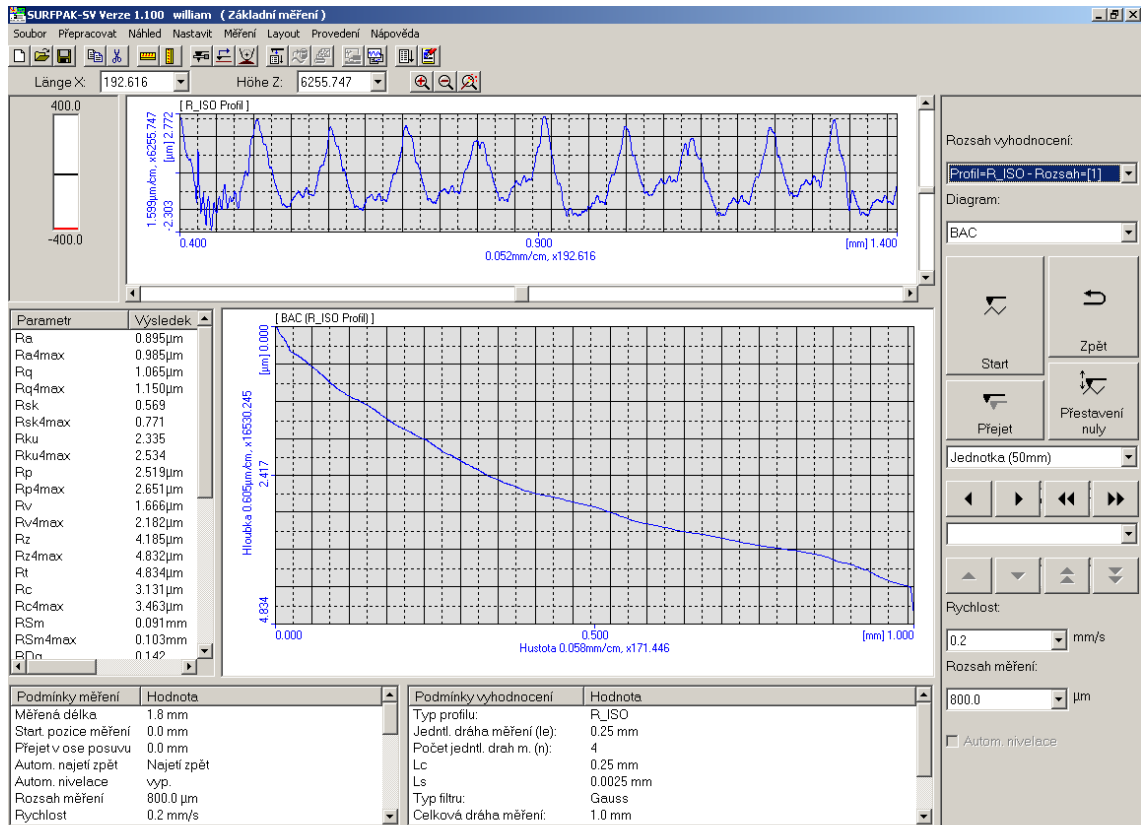 SURFPAK-SV Verze 1.100 william ( Základní měření )
Soubor Přepracovat Náhled Nastavit Měření Layout Provedení Nápověda
Länge X: 192.616 Höhe Z: 6255.747
400.0
-400.0
[ R_ISO Profil ]
1.599µm/cm, x6255.747
[µm] 2.772
-2.303
0.400 0.900 [mm] 1.400
0.052mm/cm, x192.616
Parametr Výsledek
Ra 0.895µm
Ra4max 0.985µm
Rq 1.065µm
Rq4max 1.150µm
Rsk 0.569
Rsk4max 0.771
Rku 2.335
Rku4max 2.534
Rp 2.519µm
Rp4max 2.651µm
Rv 1.666µm
Rv4max 2.182µm
Rz 4.185µm
Rz4max 4.832µm
Rt 4.834µm
Rc 3.131µm
Rc4max 3.463µm
RSm 0.091mm
RSm4max 0.103mm
RDq 0.142
[ BAC (R_ISO Profil) ]
[µm] 0.000
Hloubka 0.605µm/cm, x16530.245
2.417
4.834
0.000 0.500 [mm] 1.000
Hustota 0.058mm/cm, x171.446
Podmínky měření Hodnota
Měřená délka 1.8 mm
Start. pozice měření 0.0 mm
Přejet v ose posuvu 0.0 mm
Autom. najetí zpět Najetí zpět
Autom. nivelace vyp.
Rozsah měření 800.0 µm
Rychlost 0.2 mm/s
Podmínky vyhodnocení Hodnota
Typ profilu: R_ISO
Jedntl. dráha měření (le): 0.25 mm
Počet jedntl. drah m. (n): 4
Lc 0.25 mm
Ls 0.0025 mm
Typ filtru: Gauss
Celková dráha měření: 1.0 mm
Rozsah vyhodnocení:
Profil=R_ISO - Rozsah=[1]
Diagram:
BAC
Start
Zpět
Přejet
Přestavení
nuly
Jednotka (50mm)
Rychlost:
0.2 mm/s
Rozsah měření:
800.0 µm
Autom. nivelace